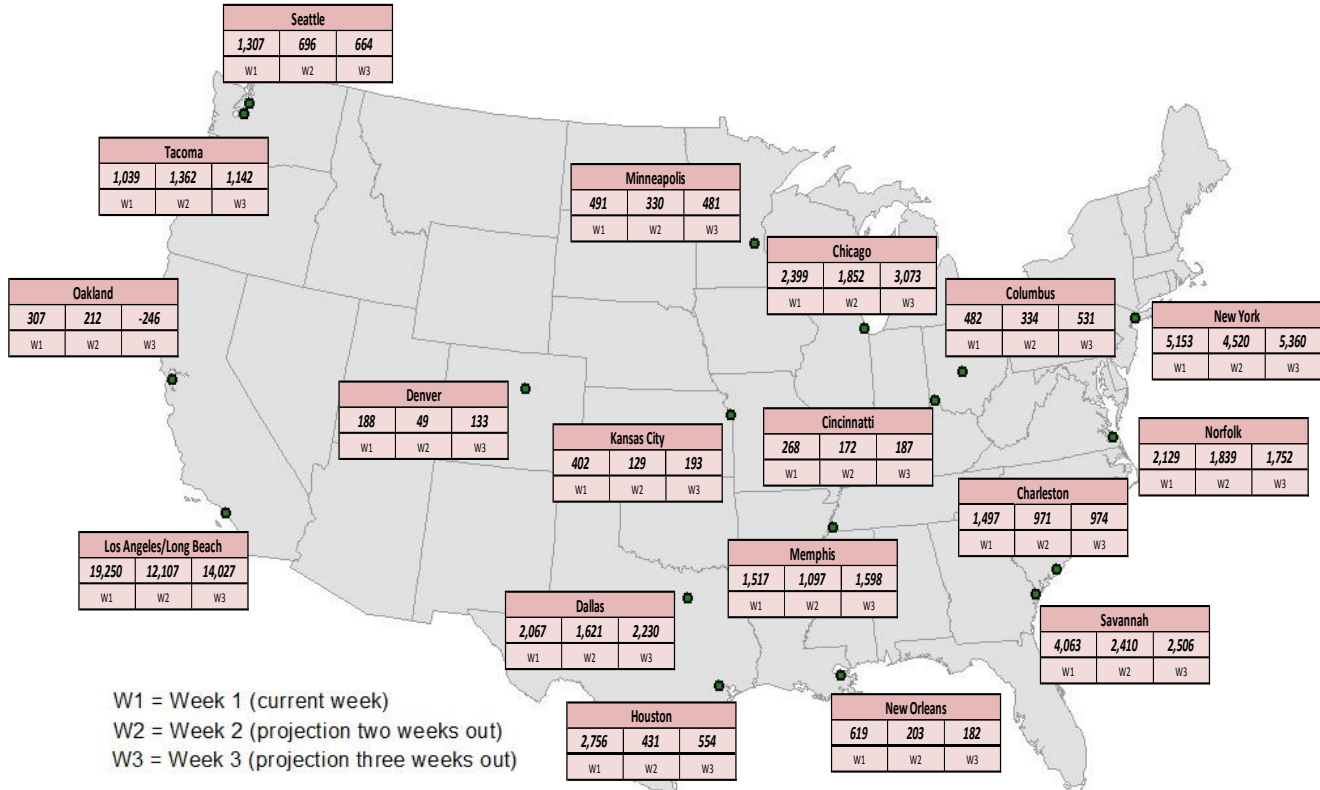 Seattle
1,307 696 664
W1 W2 W3
Tacoma
1,039 1,362 1,142
W1 W2 W3
Minneapolis
491 330 481
W1 W2 W3
Chicago
2,399 1,852 3,073
W1 W2 W3
Oakland
307 212 -246
W1 W2 W3
Columbus
482 334 531
W1 W2 W3
New York
5,153 4,520 5,360
W1 W2 W3
Denver
188 49 133
W1 W2 W3
Kansas City
402 129 193
W1 W2 W3
Cincinnatti
268 172 187
W1 W2 W3
Norfolk
2,129 1,839 1,752
W1 W2 W3
Charleston
1,497 971 974
W1 W2 W3
Los Angeles/Long Beach
19,250 12,107 14,027
W1 W2 W3
Memphis
1,517 1,097 1,598
W1 W2 W3
Dallas
2,067 1,621 2,230
W1 W2 W3
Savannah
4,063 2,410 2,506
W1 W2 W3
Houston
2,756 431 554
W1 W2 W3
New Orleans
619 203 182
W1 W2 W3
W1 = Week 1 (current week)
W2 = Week 2 (projection two weeks out)
W3 = Week 3 (projection three weeks out)